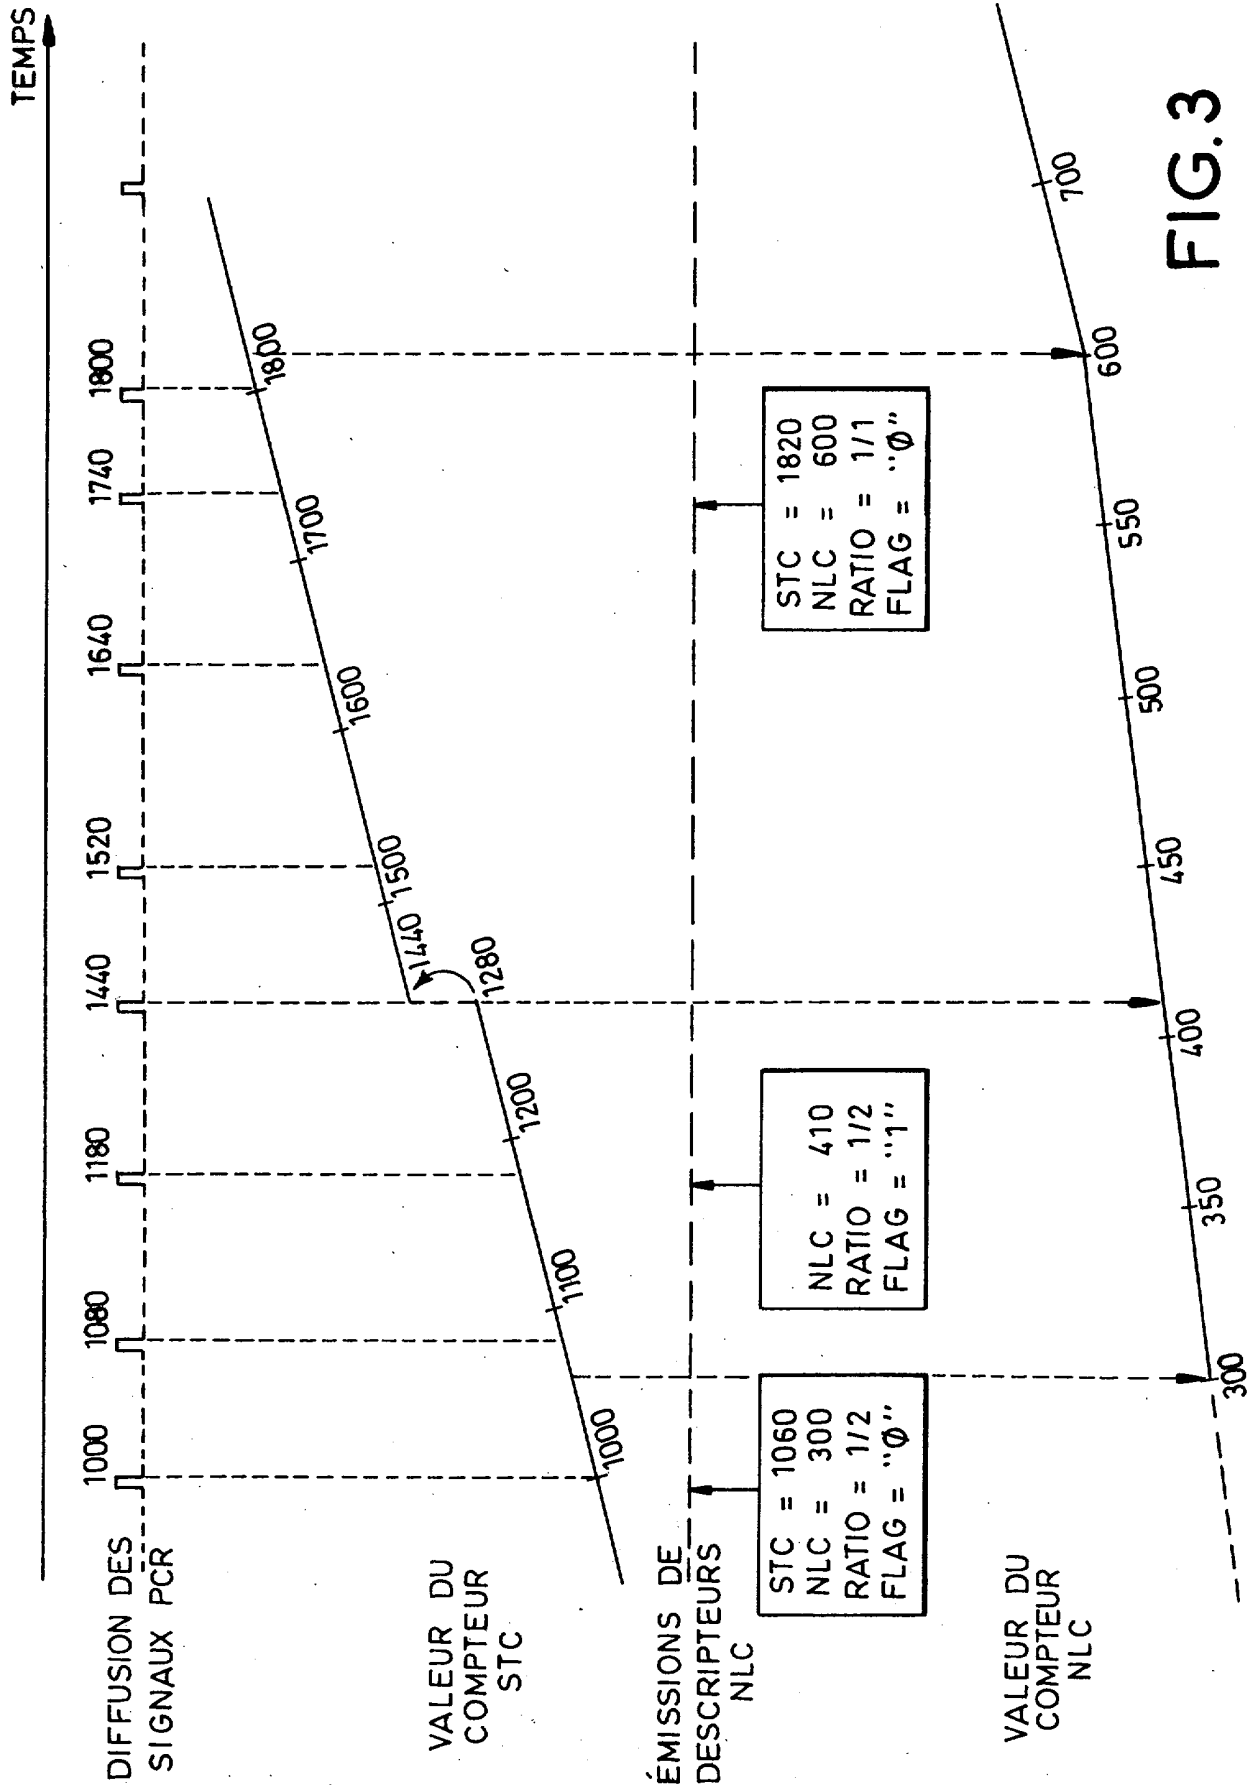 TEMPS
DIFFUSION DES
SIGNAUX PCR
1000
1080
1180
1440
1520
1640
1740
1800
VALEUR DU
COMPTEUR
STC
1000
1100
1200
1280
1440
1500
1600
1700
1800
ÉMISSIONS DE
DESCRIPTEURS
NLC
STC = 1060
NLC = 300
RATIO = 1/2
FLAG = "Ø"
NLC = 410
RATIO = 1/2
FLAG = "1"
STC = 1820
NLC = 600
RATIO = 1/1
FLAG = "Ø"
VALEUR DU
COMPTEUR
NLC
300
350
400
450
500
550
600
700
FIG.3